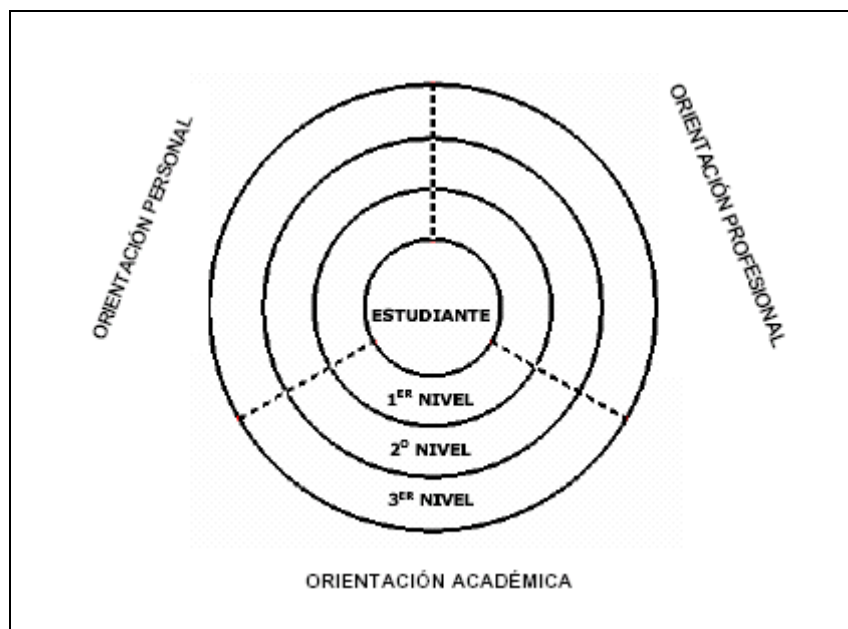 ORIENTACIÓN PERSONAL
ORIENTACIÓN PROFESIONAL
ESTUDIANTE
1ER NIVEL
2O NIVEL
3ER NIVEL
ORIENTACIÓN ACADÉMICA